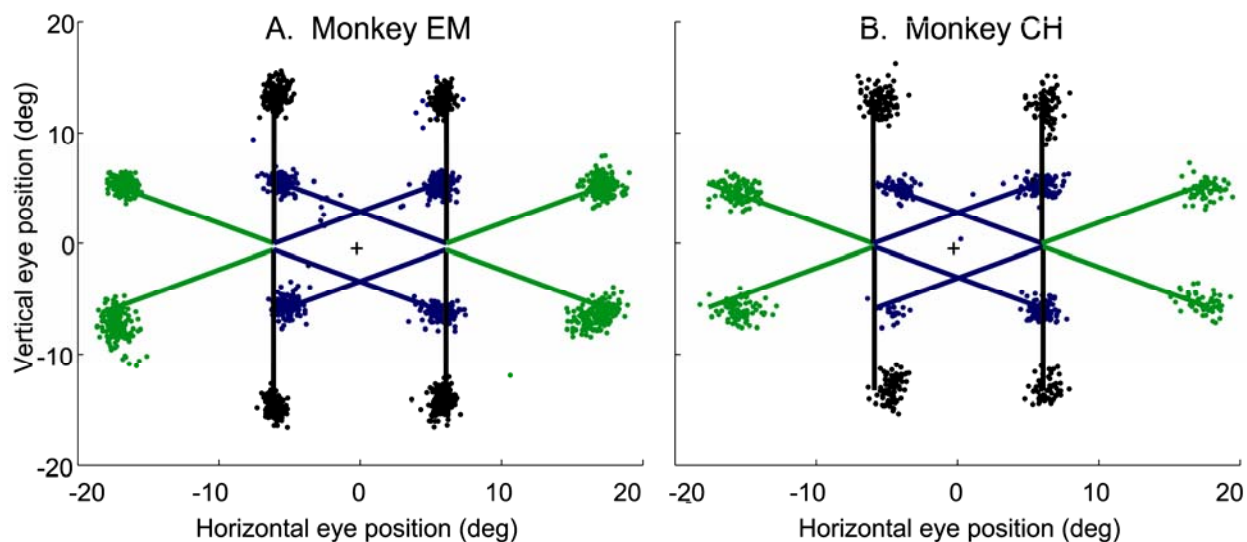 A. Monkey EM
B. Monkey CH
Vertical eye position (deg)
20
10
0
-10
-20
-20 -10 0 10 20
-20 -10 0 10 20
Horizontal eye position (deg)
Horizontal eye position (deg)